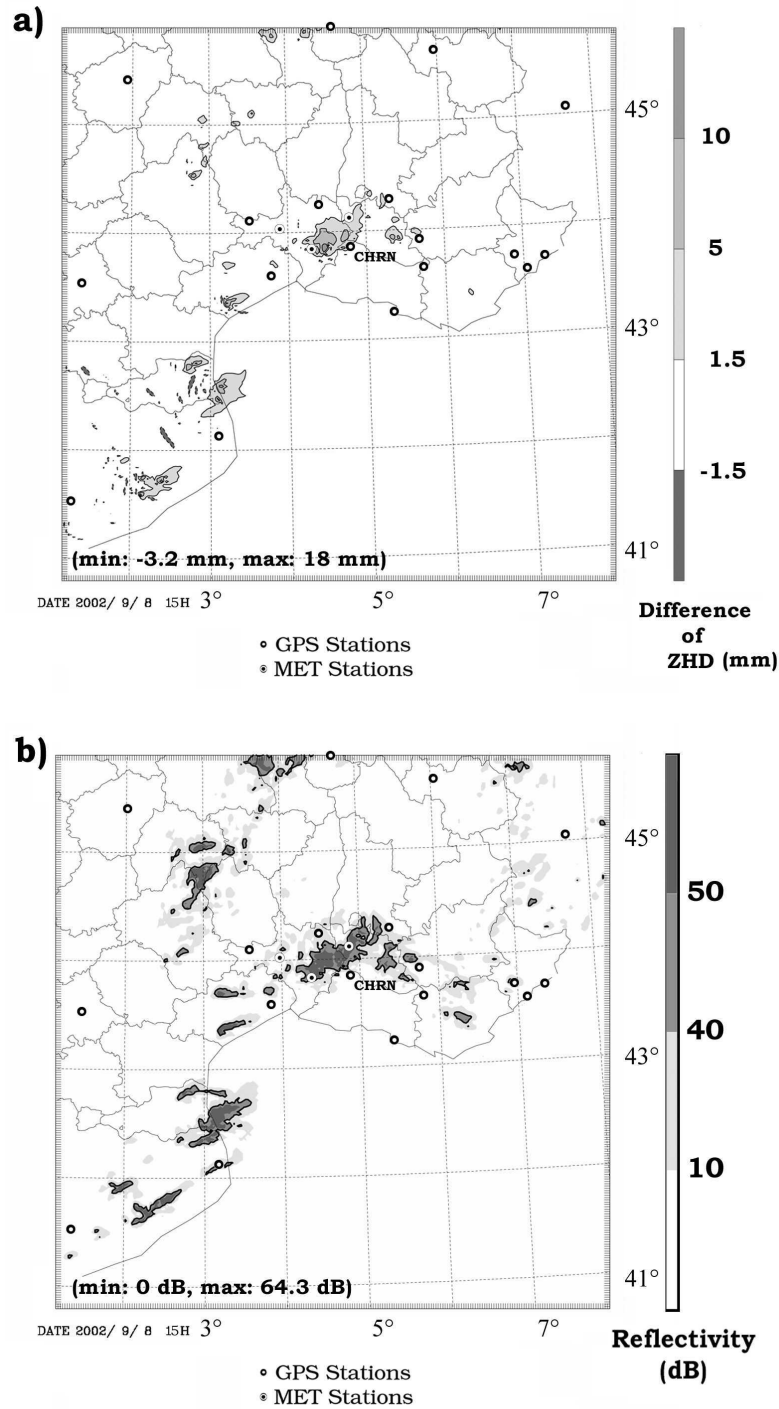 a)
45°
10
5
CHRN
1.5
43°
-1.5
41°
(min: -3.2 mm, max: 18 mm)
DATE 2002/ 9/ 8 15H 3° 5° 7°
Difference
of
ZHD (mm)
GPS Stations
MET Stations
b)
45°
50
CHRN
40
43°
10
41°
(min: 0 dB, max: 64.3 dB)
DATE 2002/ 9/ 8 15H 3° 5° 7°
Reflectivity
(dB)
GPS Stations
MET Stations